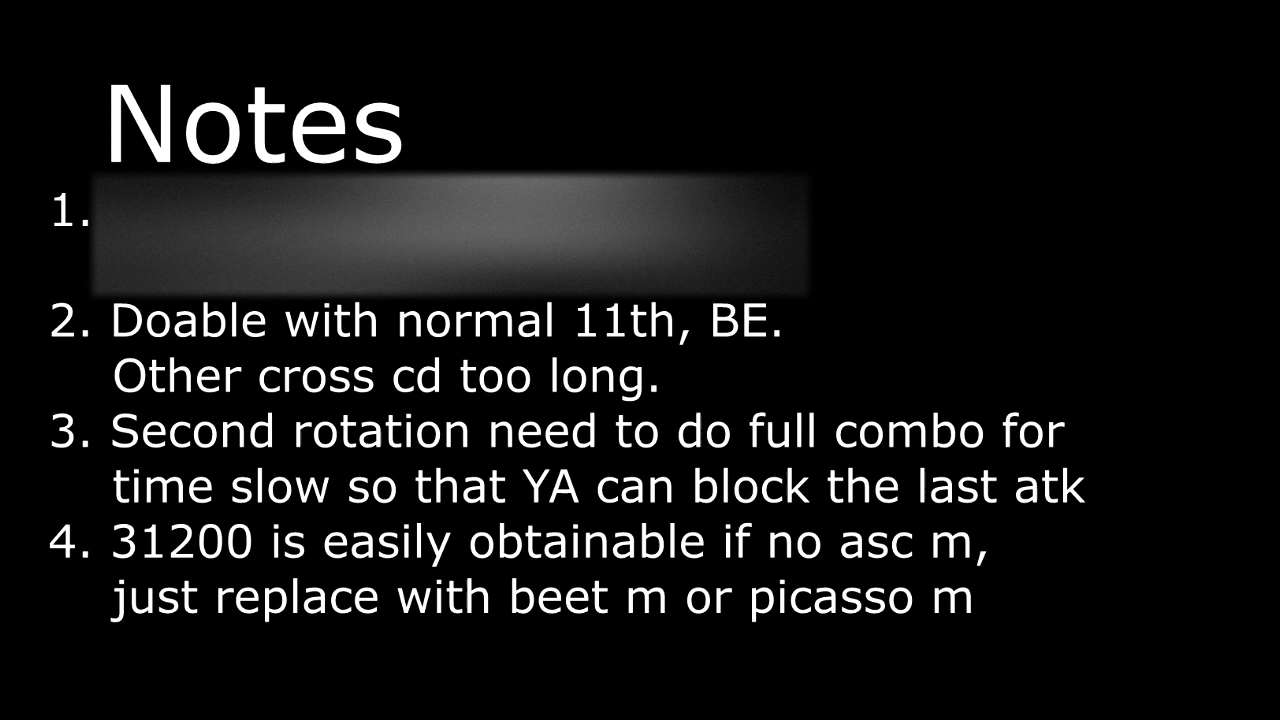 Notes
1.
2. Doable with normal 11th, BE.
Other cross cd too long.
3. Second rotation need to do full combo for
time slow so that YA can block the last atk
4. 31200 is easily obtainable if no asc m,
just replace with beet m or picasso m